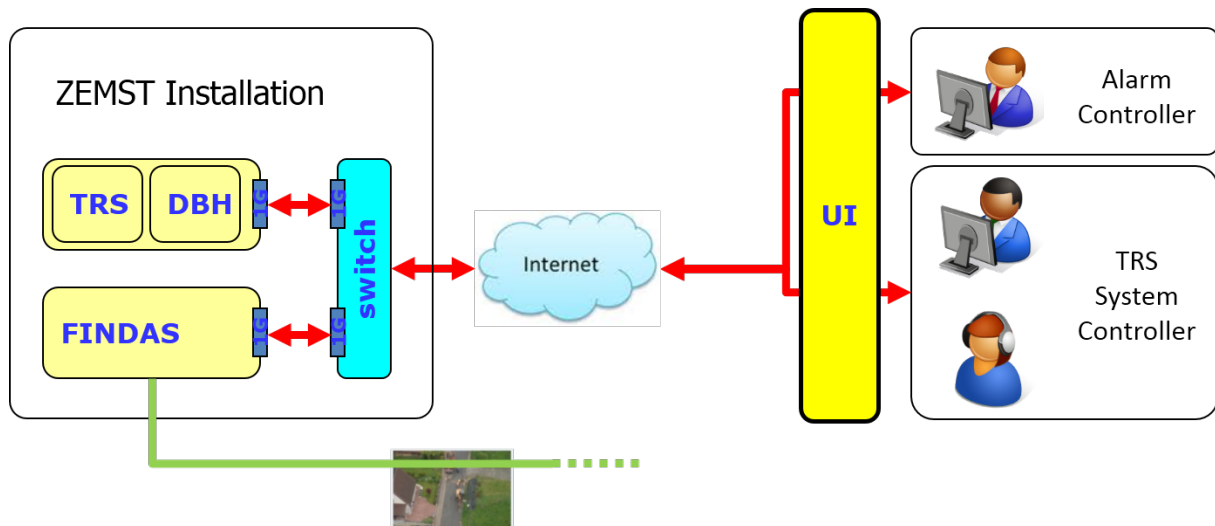 ZEMST Installation
TRS
DBH
1G
1G
switch
FINDAS
1G
1G
Internet
UI
Alarm
Controller
TRS
System
Controller